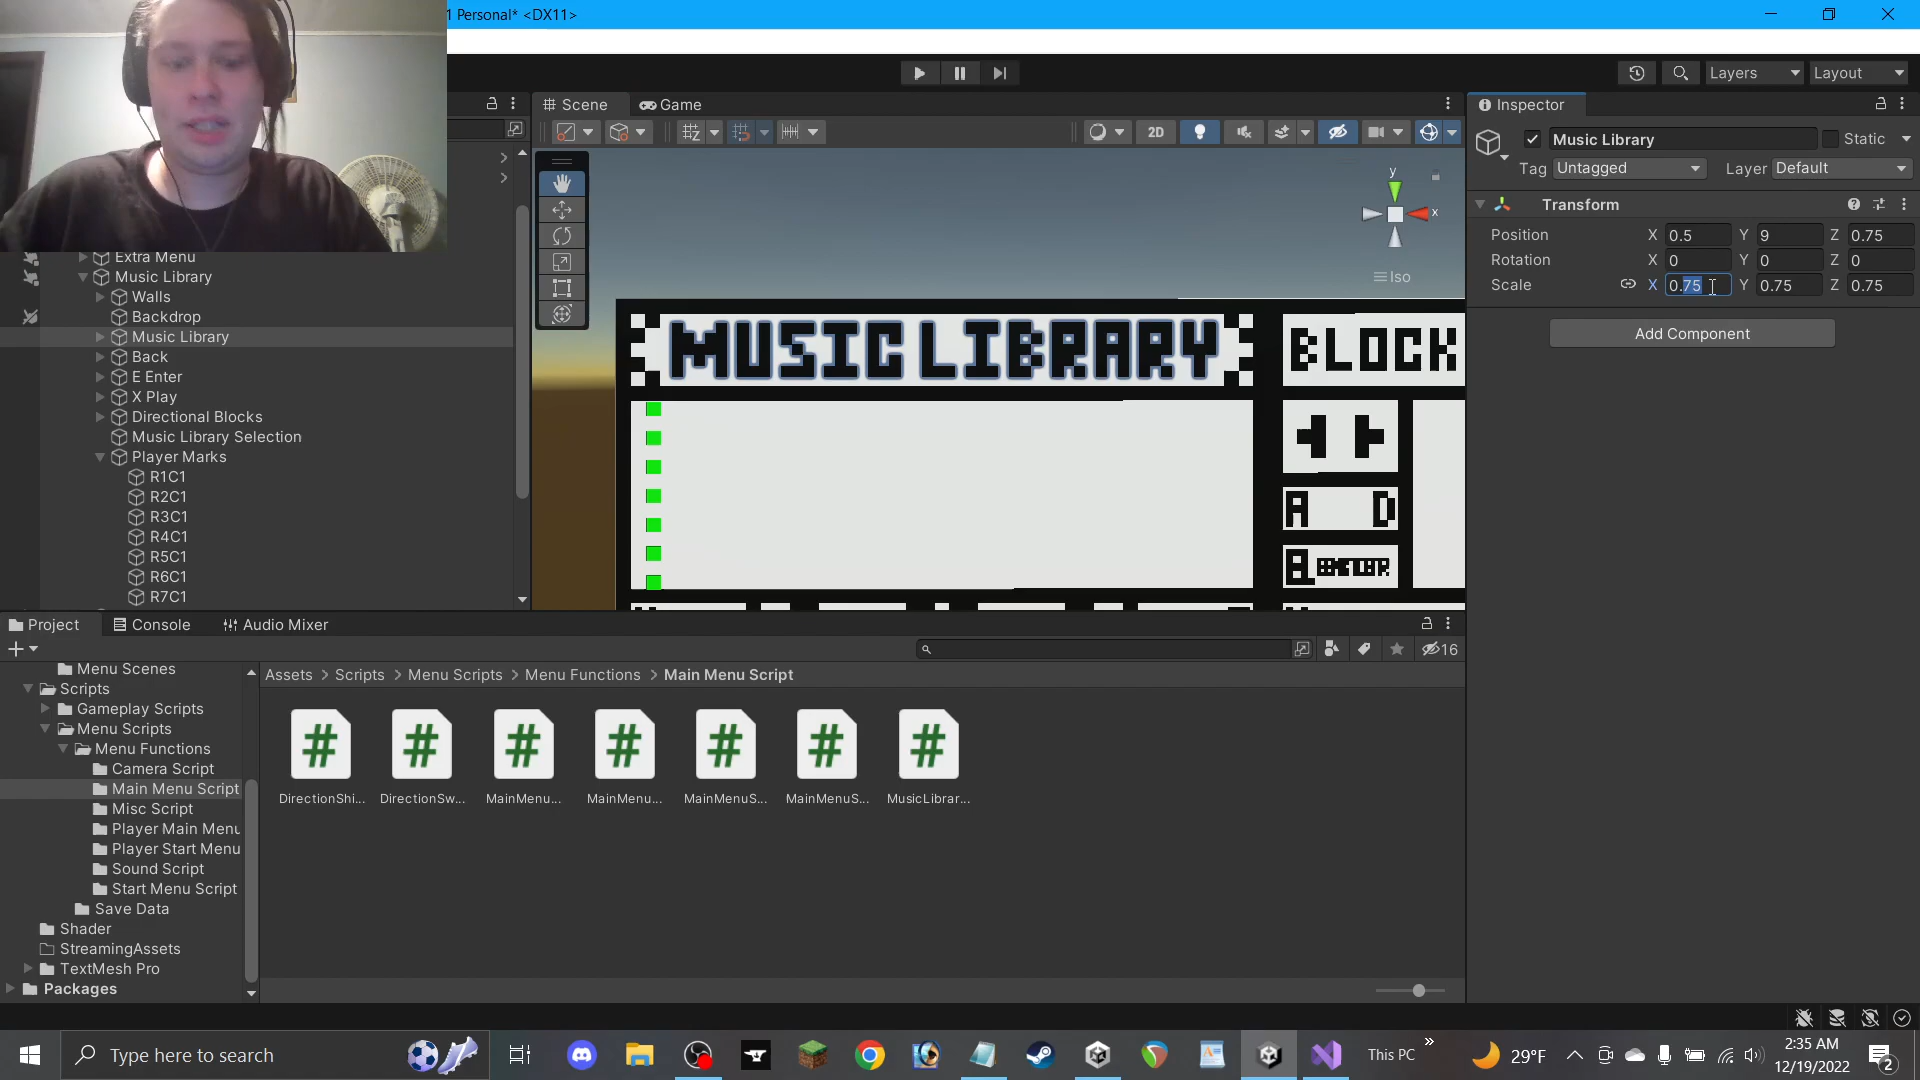 1 Personal* <DX11>
Layers
Layout
Scene
Game
Inspector
2D
Music Library
Static
Tag Untagged
Layer Default
Transform
Position X 0.5 Y 9 Z 0.75
Rotation X 0 Y 0 Z 0
Scale X 0.75 Y 0.75 Z 0.75
Add Component
y
x
Iso
MUSIC LIBRARY
BLOCK
A D
Extra Menu
Music Library
Walls
Backdrop
Music Library
Back
E Enter
X Play
Directional Blocks
Music Library Selection
Player Marks
R1C1
R2C1
R3C1
R4C1
R5C1
R6C1
R7C1
Project
Console
Audio Mixer
16
Menu Scenes
Scripts
Gameplay Scripts
Menu Scripts
Menu Functions
Camera Script
Main Menu Script
Misc Script
Player Main Menu
Player Start Menu
Sound Script
Start Menu Script
Save Data
Shader
StreamingAssets
TextMesh Pro
Packages
Assets > Scripts > Menu Scripts > Menu Functions > Main Menu Script
DirectionShi...
DirectionSw...
MainMenu...
MainMenu...
MainMenuS...
MainMenuS...
MusicLibrar...
Type here to search
This PC
»
29°F
2:35 AM
12/19/2022
2